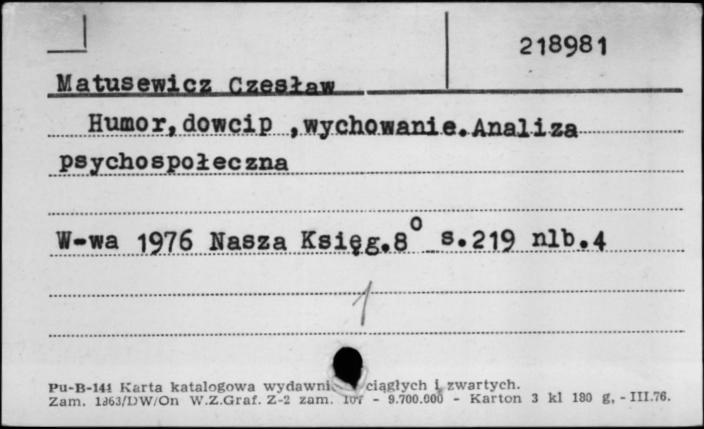 218981
Matusewicz Czesław
Humor, dowcip ,wychowanie.Analiza
psychospołeczna
W-wa 1976 Nasza Księg.8° s.219 nlb.4
1
Pu-B-141 Karta katalogowa ciągłych i zwartych.
Zam. 1363/DW/On W.Z.Graf. Z-2 zam. - 9.700.000 - Karton 3 kl 180 g, - III.76.